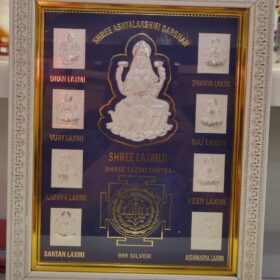 SHREE ASHTALAKSHMI DARSHAN
DHAN LAXMI
DHANYA LAXMI
VIJAY LAXMI
GAJ LAXMI
SHREE LAXMIJI
SHREE LAXMI YANTRA
AADHYA LAXMI
VEER LAXMI
SANTAN LAXMI
999 SILVER
AISHWARYA LAXMI